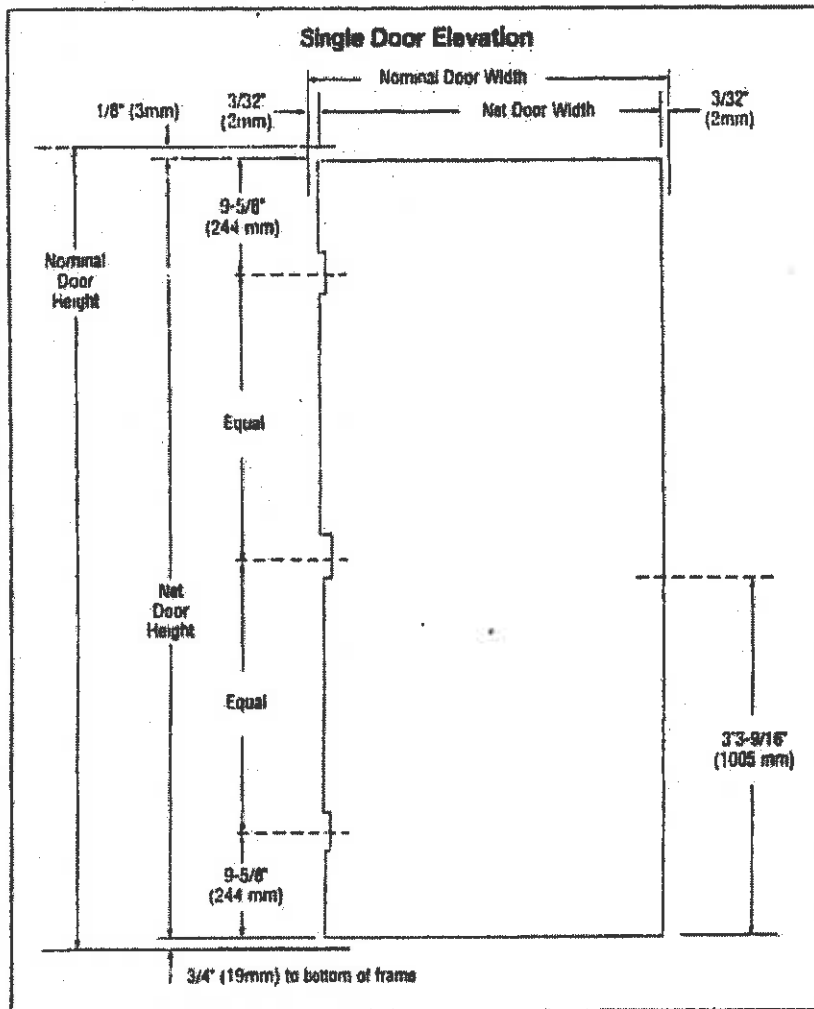 Single Door Elevation
Nominal Door Width
1/8" (3mm)
3/32"
(2mm)
Net Door Width
3/32"
(2mm)
9-5/8"
(244 mm)
Nominal
Door
Height
Equal
Net
Door
Height
Equal
3'3-9/16"
(1005 mm)
9-5/8"
(244 mm)
3/4" (19mm) to bottom of frame